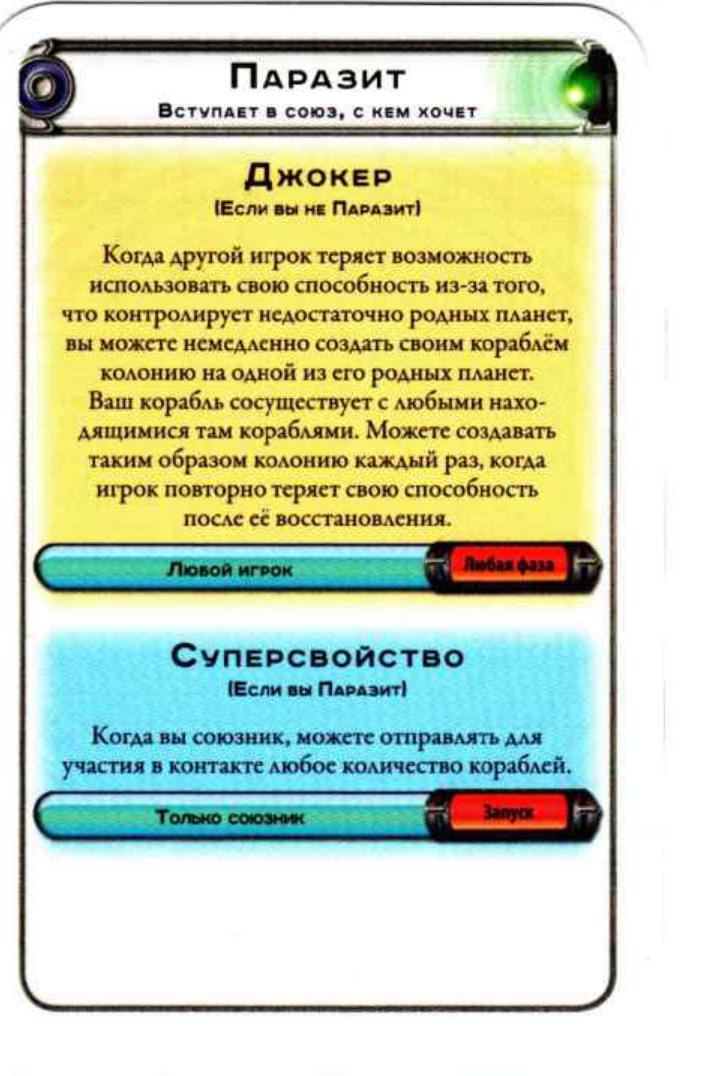 Паразит
Вступает в союз, с кем хочет
Джокер
(Если вы не Паразит)
Когда другой игрок теряет возможность
использовать свою способность из-за того,
что контролирует недостаточно родных планет,
вы можете немедленно создать своим кораблём
колонию на одной из его родных планет.
Ваш корабль сосуществует с любыми нахо-
дящимися там кораблями. Можете создавать
таким образом колонию каждый раз, когда
игрок повторно теряет свою способность
после её восстановления.
Любой игрок
Любая фаза
Суперсвойство
(Если вы Паразит)
Когда вы союзник, можете отправлять для
участия в контакте любое количество кораблей.
Только союзник
Запуск